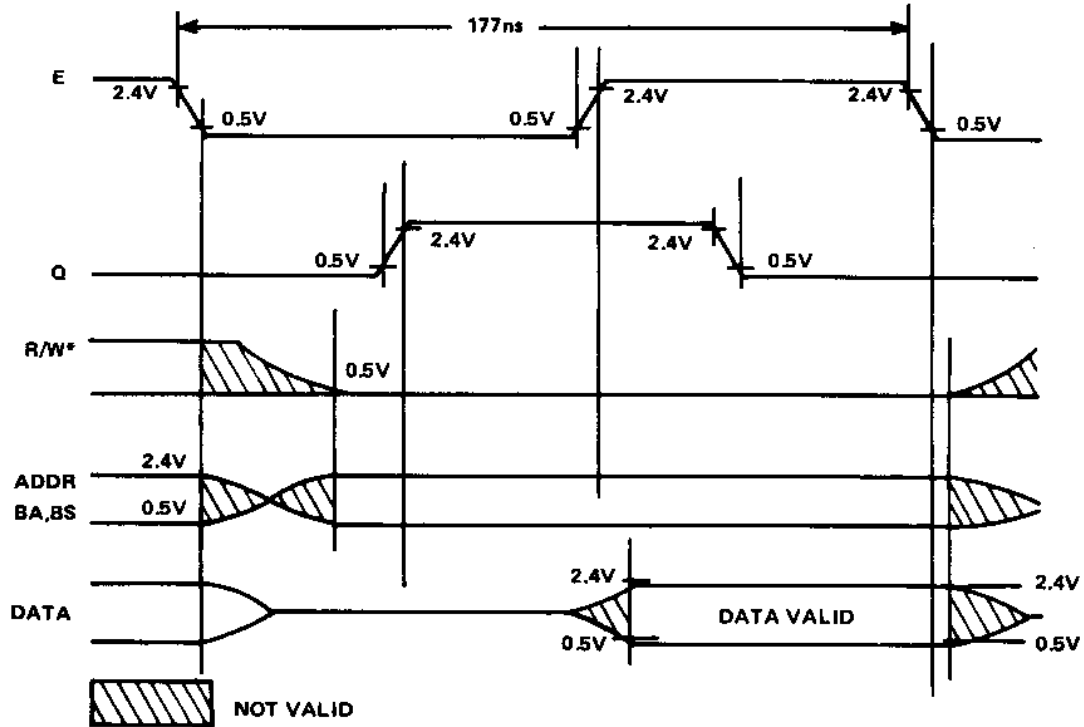 177ns
E
2.4V 0.5V 0.5V 2.4V 2.4V 0.5V
Q
0.5V 2.4V 2.4V 0.5V
R/W*
0.5V
ADDR 2.4V
BA,BS 0.5V
DATA
2.4V 2.4V
DATA VALID
0.5V 0.5V
NOT VALID